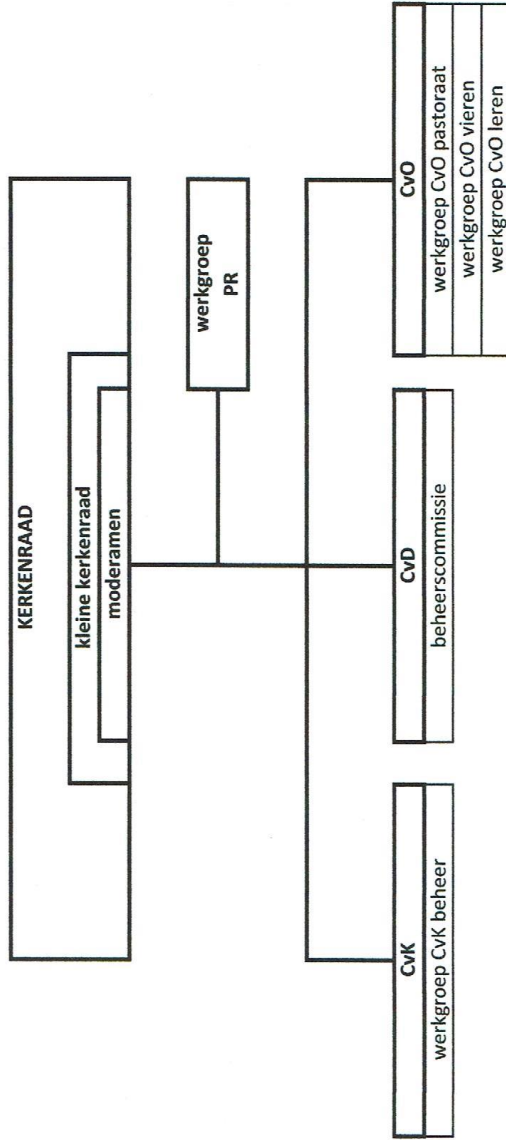 KERKENRAAD
kleine kerkenraad
moderamen
werkgroep
PR
CvK
werkgroep CvK beheer
CvD
beheerscommissie
CvO
werkgroep CvO pastoraat
werkgroep CvO vieren
werkgroep CvO leren